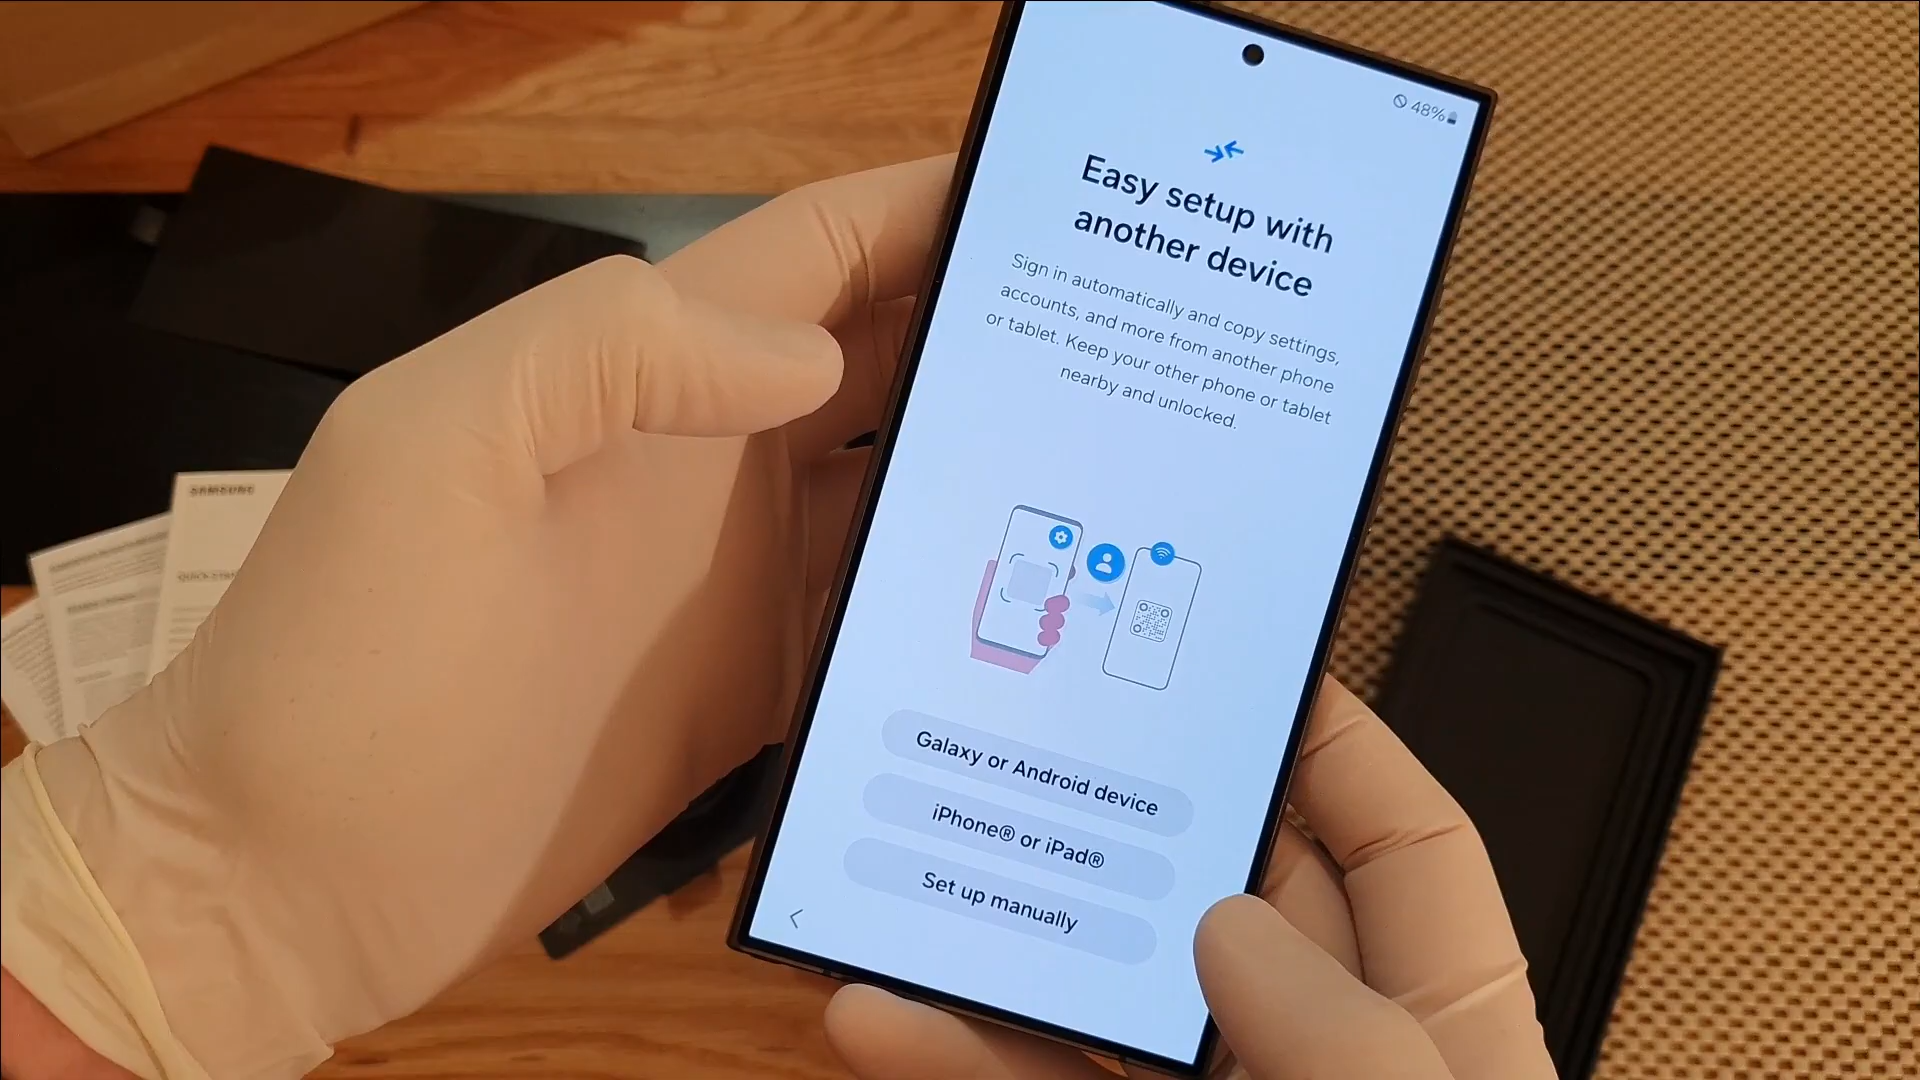 48%
Easy setup with
another device
Sign in automatically and copy settings,
accounts, and more from another phone
or tablet. Keep your other phone or tablet
nearby and unlocked.
Galaxy or Android device
iPhone® or iPad®
Set up manually
SAMSUNG